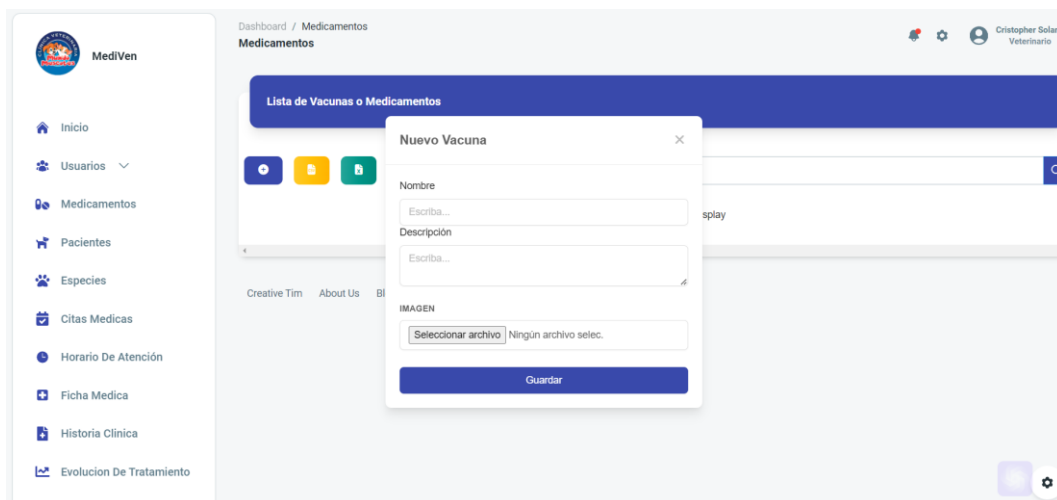 MediVen
Inicio
Usuarios
Medicamentos
Pacientes
Especies
Citas Medicas
Horario De Atención
Ficha Medica
Historia Clinica
Evolucion De Tratamiento
Dashboard / Medicamentos
Medicamentos
Cristopher Solar
Veterinario
Lista de Vacunas o Medicamentos
Nuevo Vacuna
Nombre
Escriba...
Descripción
Escriba...
IMAGEN
Seleccionar archivo Ningún archivo selec.
Guardar
splay
Creative Tim About Us Bl